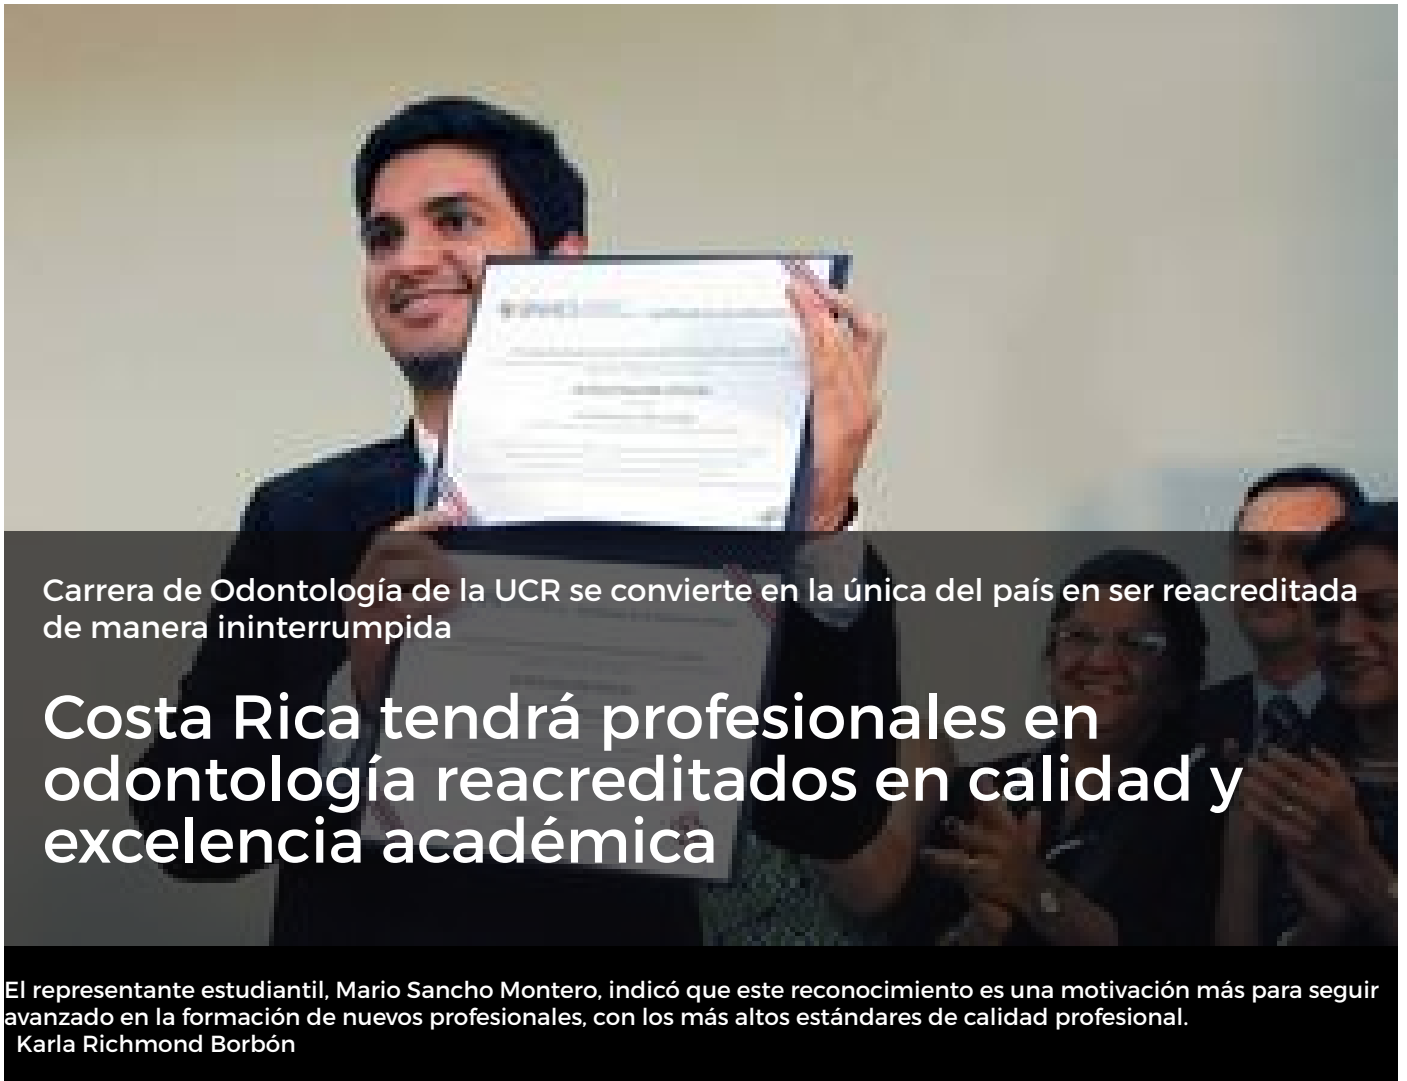 Carrera de Odontología de la UCR se convierte en la única del país en ser reacreditada
de manera ininterrumpida
Costa Rica tendrá profesionales en
odontología reacreditados en calidad y
excelencia académica
El representante estudiantil, Mario Sancho Montero, indicó que este reconocimiento es una motivación más para seguir
avanzado en la formación de nuevos profesionales, con los más altos estándares de calidad profesional.
Karla Richmond Borbón